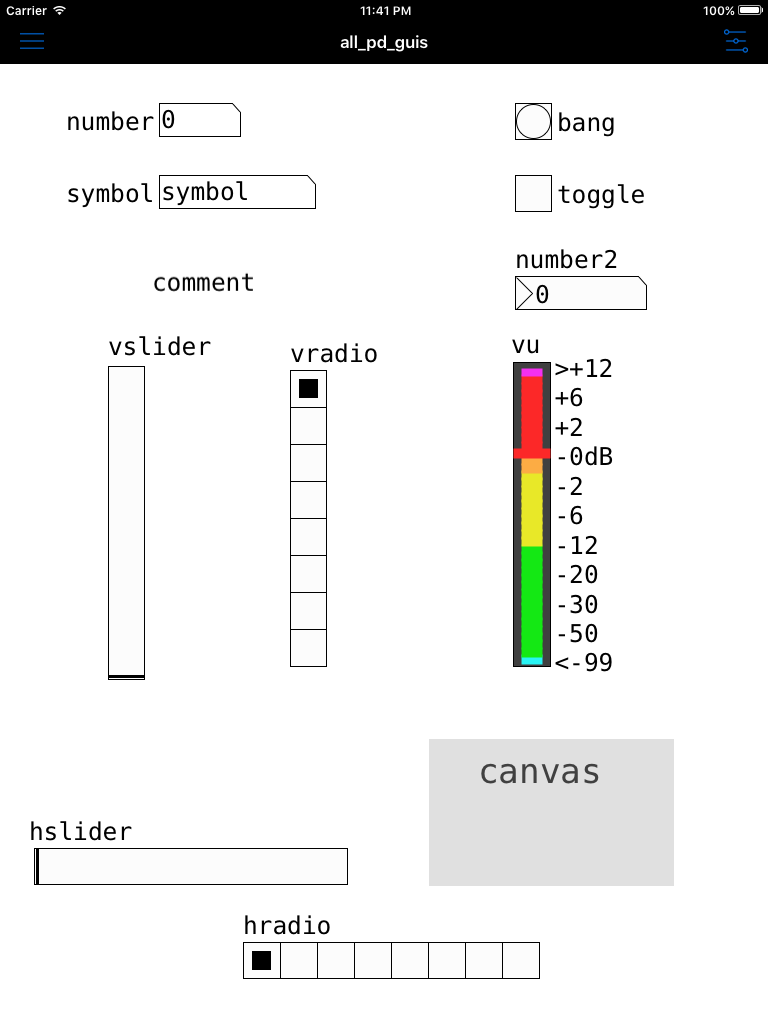 Carrier 11:41 PM 100%
all_pd_guis
number 0
bang
symbol symbol
toggle
comment
number2
0
vslider
vradio
vu
>+12
+6
+2
-0dB
-2
-6
-12
-20
-30
-50
<-99
canvas
hslider
hradio